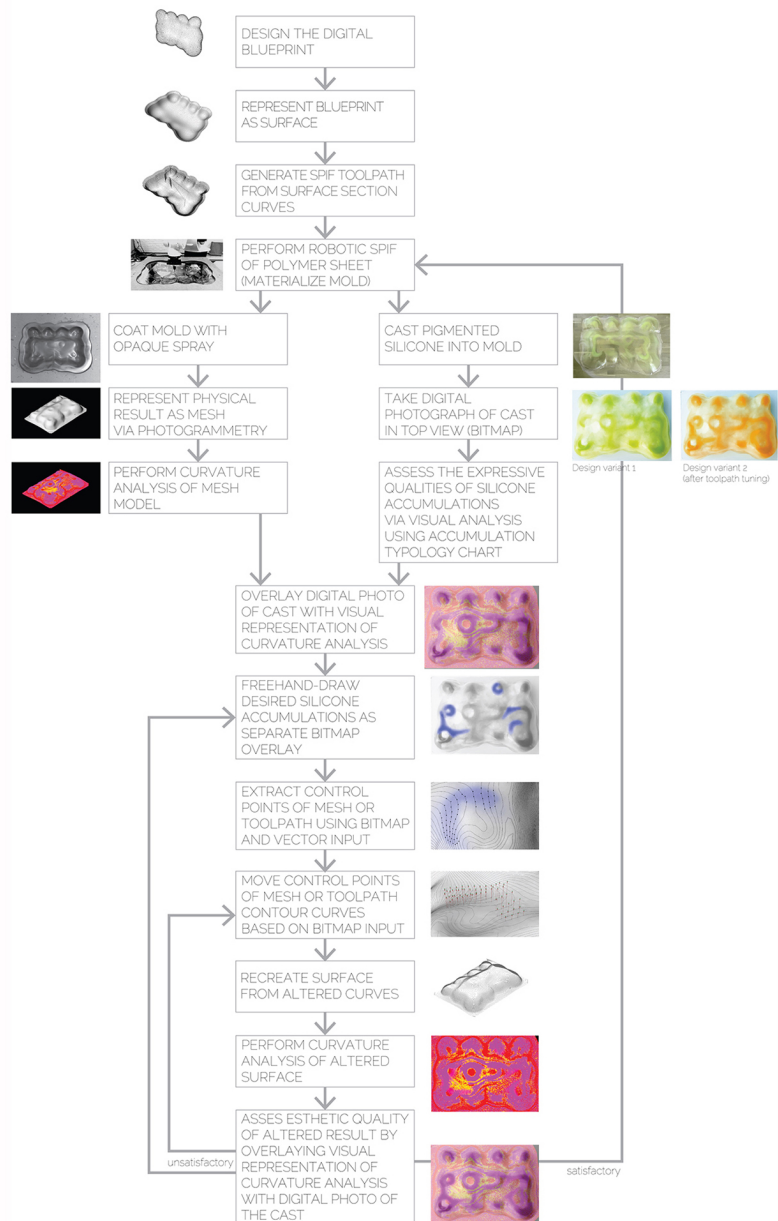 DESIGN THE DIGITAL
BLUEPRINT
REPRESENT BLUEPRINT
AS SURFACE
GENERATE SPIF TOOLPATH
FROM SURFACE SECTION
CURVES
PERFORM ROBOTIC SPIF
OF POLYMER SHEET
(MATERIALIZE MOLD)
COAT MOLD WITH
OPAQUE SPRAY
CAST PIGMENTED
SILICONE INTO MOLD
REPRESENT PHYSICAL
RESULT AS MESH
VIA PHOTOGRAMMETRY
TAKE DIGITAL
PHOTOGRAPH OF CAST
IN TOP VIEW (BITMAP)
Design variant 1
Design variant 2
(after toolpath tuning)
PERFORM CURVATURE
ANALYSIS OF MESH
MODEL
ASSESS THE EXPRESSIVE
QUALITIES OF SILICONE
ACCUMULATIONS
VIA VISUAL ANALYSIS
USING ACCUMULATION
TYPOLOGY CHART
OVERLAY DIGITAL PHOTO
OF CAST WITH VISUAL
REPRESENTATION OF
CURVATURE ANALYSIS
FREEHAND-DRAW
DESIRED SILICONE
ACCUMULATIONS AS
SEPARATE BITMAP
OVERLAY
EXTRACT CONTROL
POINTS OF MESH OR
TOOLPATH USING BITMAP
AND VECTOR INPUT
MOVE CONTROL POINTS
OF MESH OR TOOLPATH
CONTOUR CURVES
BASED ON BITMAP INPUT
RECREATE SURFACE
FROM ALTERED CURVES
PERFORM CURVATURE
ANALYSIS OF ALTERED
SURFACE
ASSES ESTHETIC QUALITY
OF ALTERED RESULT BY
OVERLAYING VISUAL
REPRESENTATION OF
CURVATURE ANALYSIS
WITH DIGITAL PHOTO OF
THE CAST
unsatisfactory
satisfactory